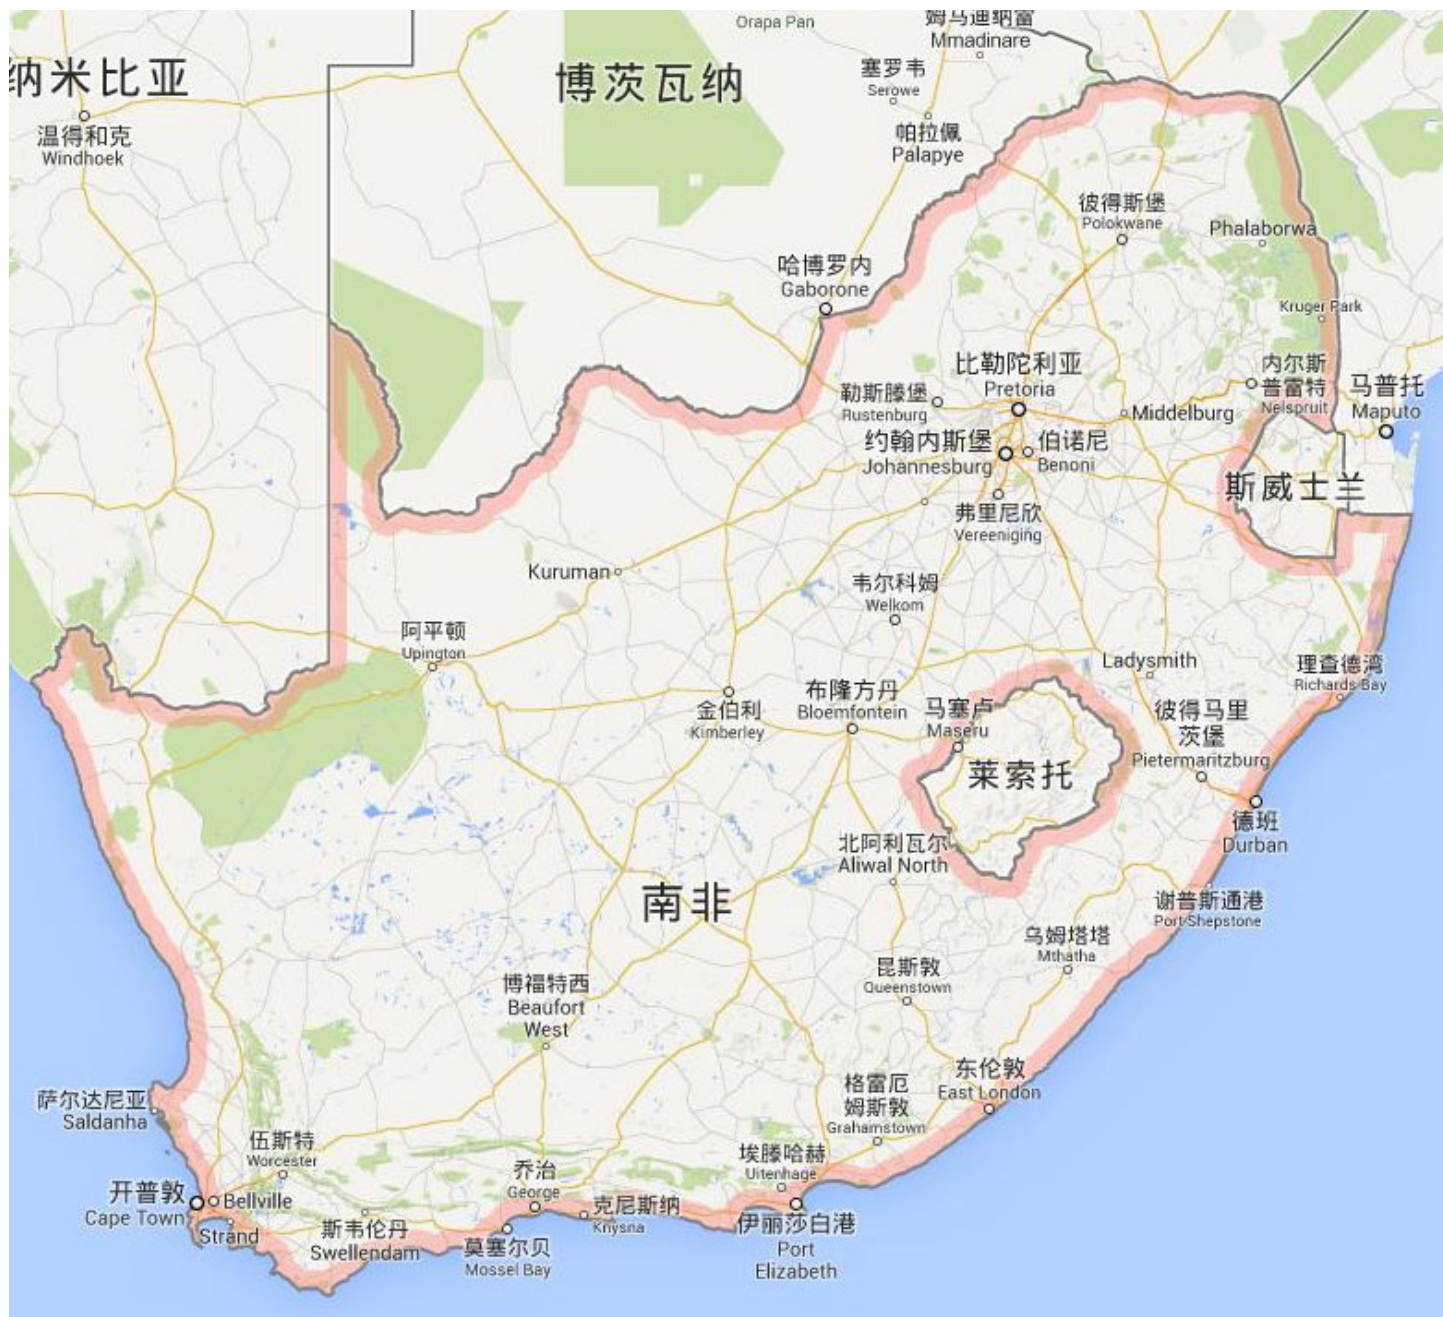 Orapa Pan
姆马迪纳雷
Mmadinare
纳米比亚
博茨瓦纳
塞罗韦
Serowe
温得和克
Windhoek
帕拉佩
Palapye
彼得斯堡
Polokwane
Phalaborwa
哈博罗内
Gaborone
Kruger Park
比勒陀利亚
Pretoria
内尔斯
普雷特
Nelspruit
马普托
Maputo
勒斯滕堡
Rustenburg
Middelburg
约翰内斯堡
Johannesburg
伯诺尼
Benoni
斯威士兰
弗里尼欣
Vereeniging
Kuruman
韦尔科姆
Welkom
阿平顿
Upington
Ladysmith
理查德湾
Richards Bay
金伯利
Kimberley
布隆方丹
Bloemfontein
马塞卢
Maseru
彼得马里
茨堡
Pietermaritzburg
莱索托
德班
Durban
北阿利瓦尔
Aliwal North
南非
谢普斯通港
Port Shepstone
乌姆塔塔
Mthatha
博福特西
Beaufort
West
昆斯敦
Queenstown
东伦敦
East London
格雷厄
姆斯敦
Grahamstown
萨尔达尼亚
Saldanha
伍斯特
Worcester
埃滕哈赫
Uitenhage
乔治
George
开普敦
Cape Town
Bellville
Strand
斯韦伦丹
Swellendam
克尼斯纳
Knysna
莫塞尔贝
Mossel Bay
伊丽莎白港
Port
Elizabeth